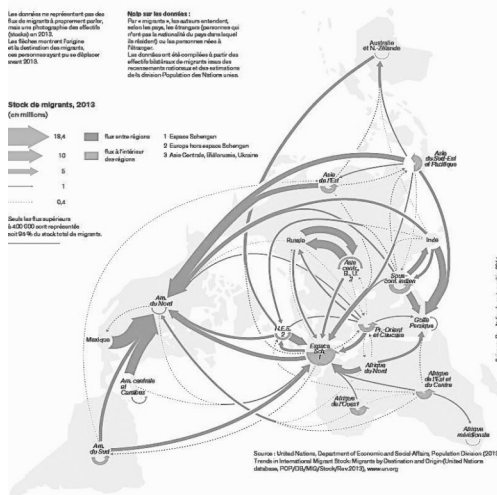 Les données ne représentent pas des
flux de migrants à proprement parler,
mais une photographie des effectifs
(stocks) en 2013.
Les flèches montrent l'origine
et la destination des migrants,
ces personnes ayant pu se déplacer
avant 2013.
Note sur les données :
Par « migrants », les auteurs entendent,
selon les pays, les étrangers (personnes qui
n'ont pas la nationalité du pays dans lequel
ils résident) ou les personnes nées à
l'étranger.
Les données ont été compilées à partir des
effectifs bilatéraux de migrants issus des
recensements nationaux et des estimations
de la division Population des Nations unies.
Stock de migrants, 2013
(en millions)
18,4
10
5
1
0,4
flux entre régions
flux à l'intérieur
des régions
1 Espace Schengen
2 Europe hors espace Schengen
3 Asie Centrale, Biélorussie, Ukraine
Seuls les flux supérieurs
à 400 000 sont représentés
soit 94 % du stock total de migrants.
Australie
et N.-Zélande
Asie
du Sud-Est
et Pacifique
Asie
de l'Est
Russie
Inde
Asie
centr.
B., U.
3
Sous-
cont. indien
Am.
du Nord
Golfe
Persique
H.E.S.
2
Pr.-Orient
et Caucase
Mexique
Espace
Sch.
1
Afrique
du Nord
Am. centrale
et
Caraïbes
Afrique
de l'Est et
du Centre
Afrique
de l'Ouest
Afrique
méridionale
Am.
du Sud
Source : United Nations, Department of Economic and Social Affairs, Population Division (201
Trends in International Migrant Stock: Migrants by Destination and Origin (United Nations
database, POP/DB/MIG/Stock/Rev.2013), www.un.org